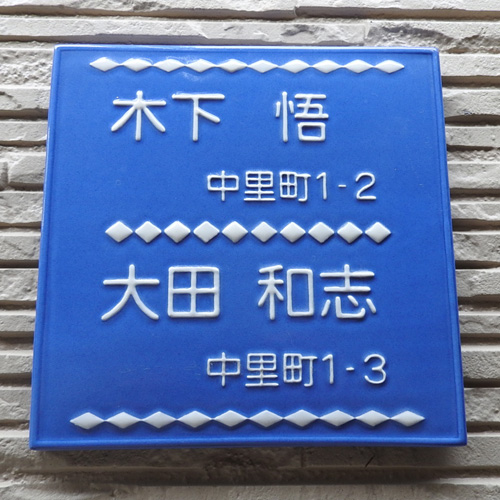 木下 悟
中里町1-2
大田 和志
中里町1-3